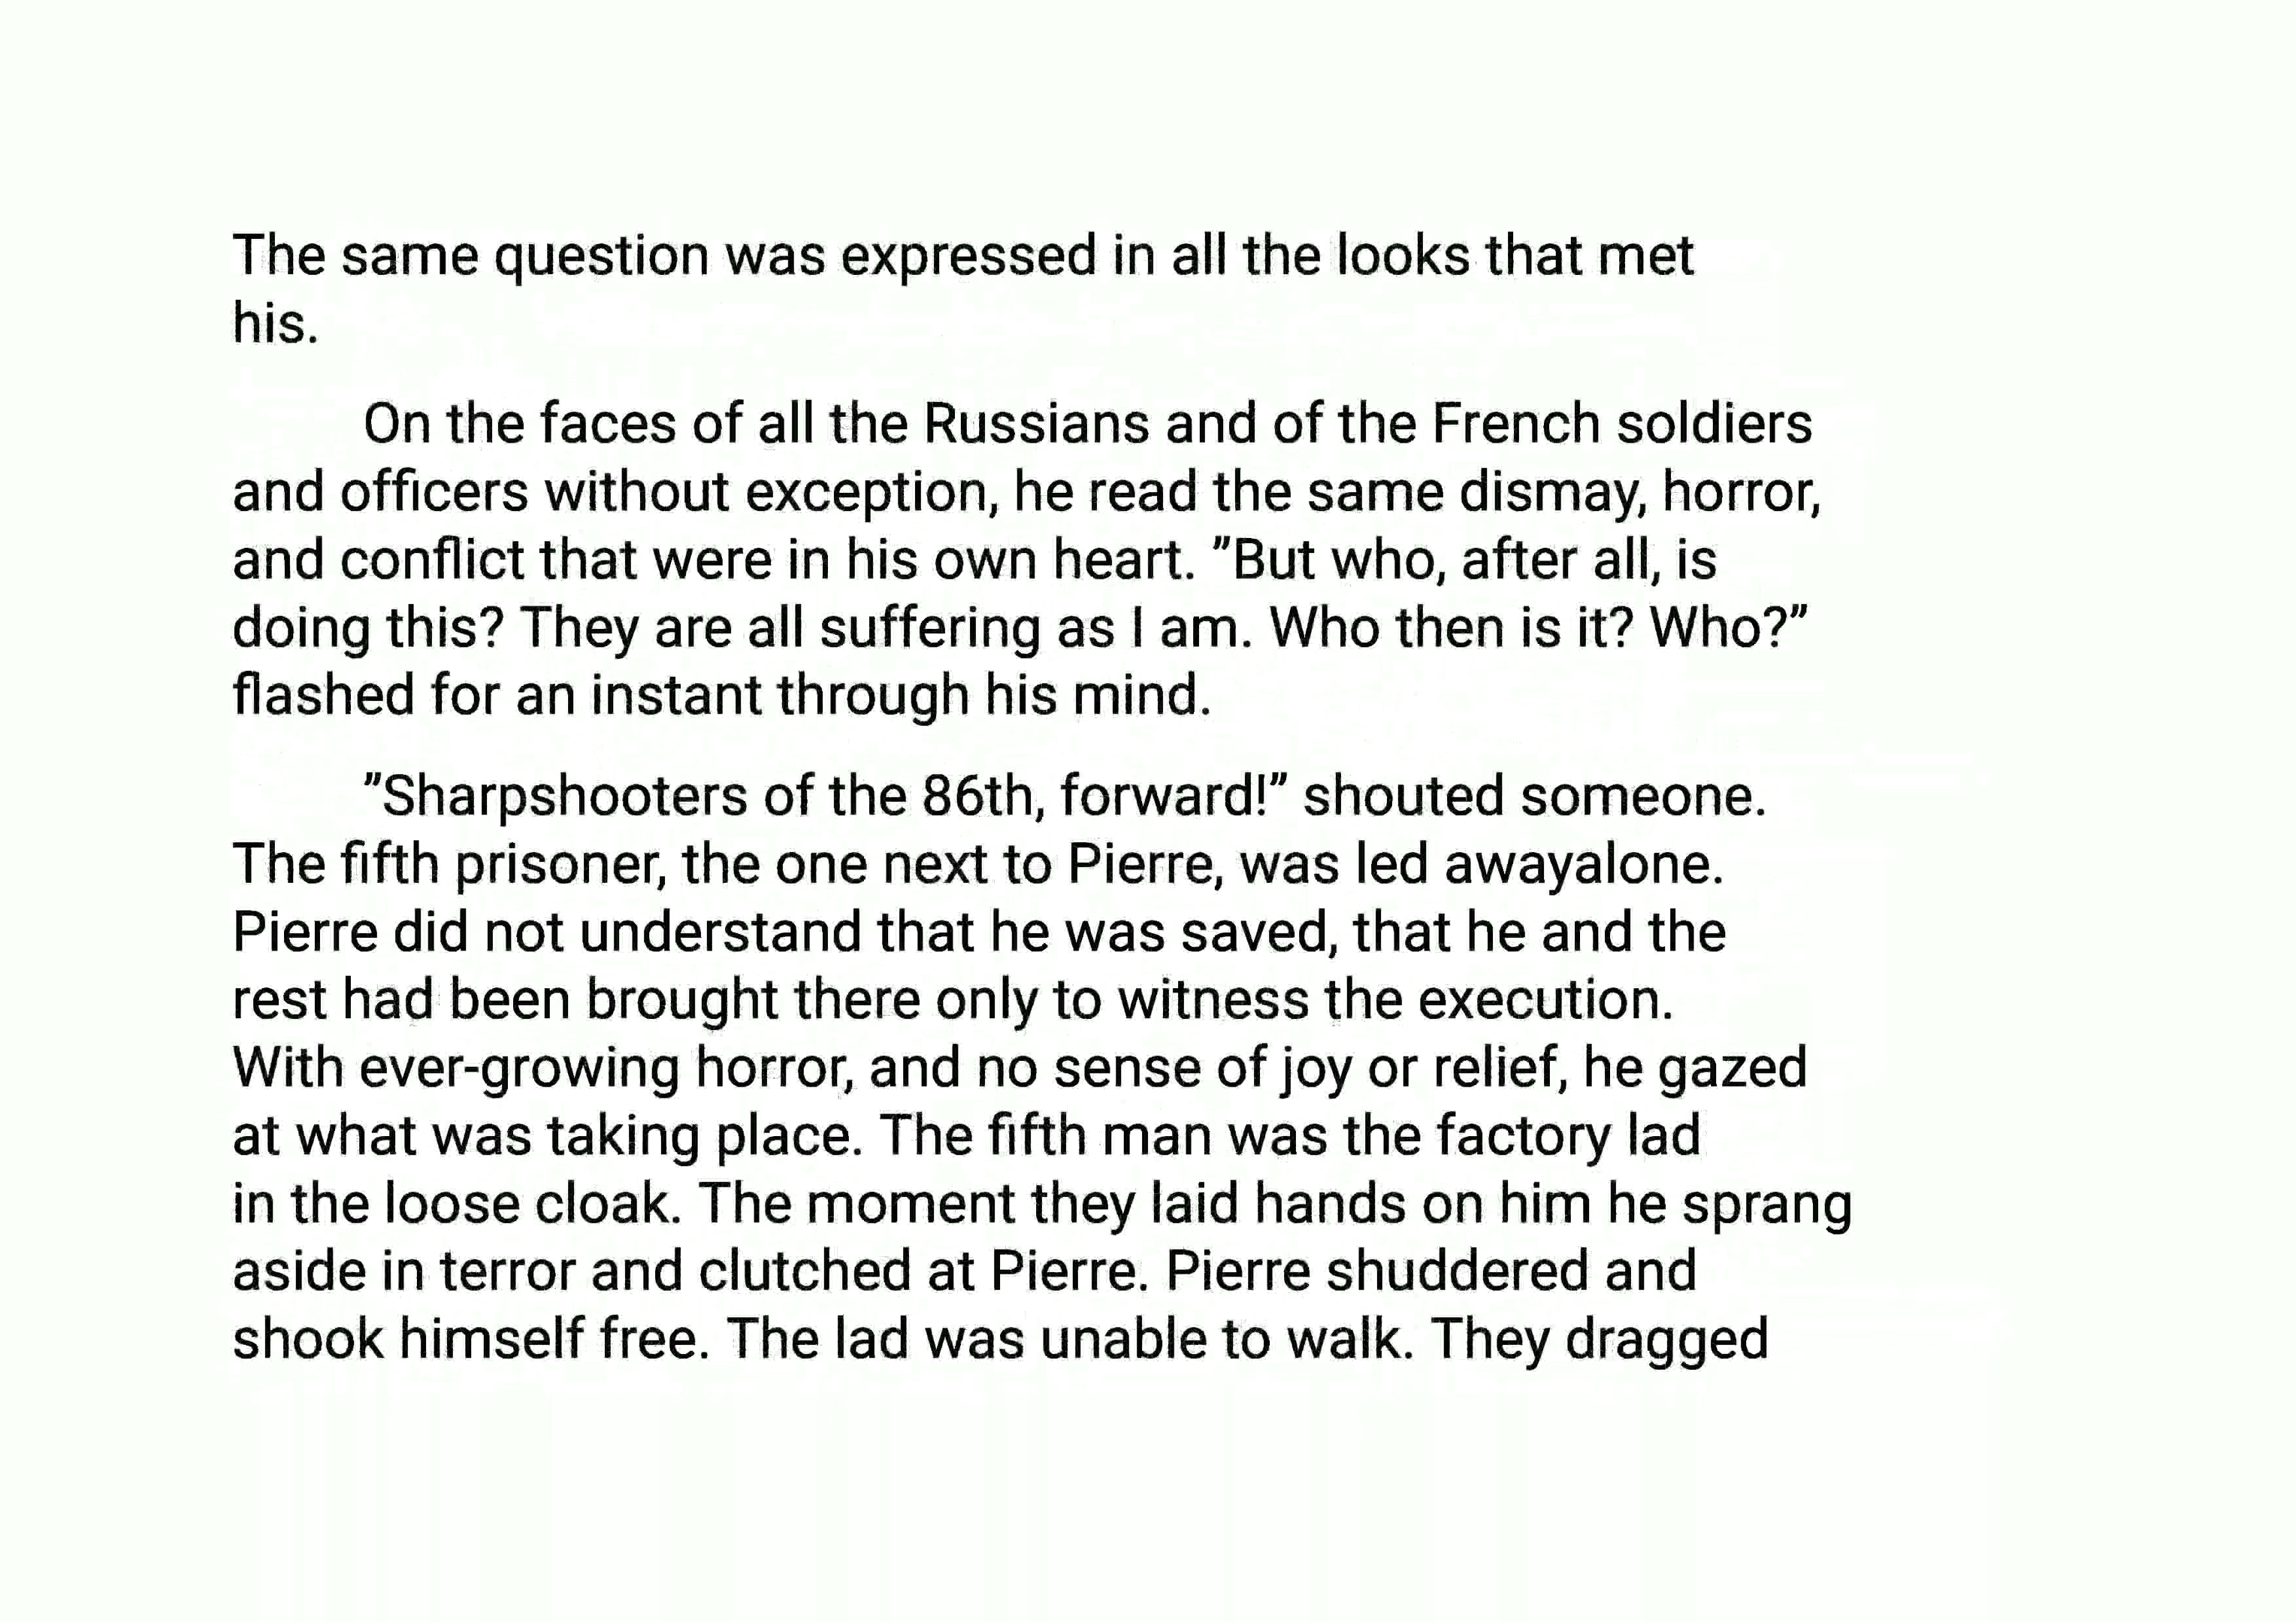 The same question was expressed in all the looks that met
his.
On the faces of all the Russians and of the French soldiers
and officers without exception, he read the same dismay, horror,
and conflict that were in his own heart. ”But who, after all, is
doing this? They are all suffering as I am. Who then is it? Who?”
flashed for an instant through his mind.
”Sharpshooters of the 86th, forward!” shouted someone.
The fifth prisoner, the one next to Pierre, was led awayalone.
Pierre did not understand that he was saved, that he and the
rest had been brought there only to witness the execution.
With ever-growing horror, and no sense of joy or relief, he gazed
at what was taking place. The fifth man was the factory lad
in the loose cloak. The moment they laid hands on him he sprang
aside in terror and clutched at Pierre. Pierre shuddered and
shook himself free. The lad was unable to walk. They dragged